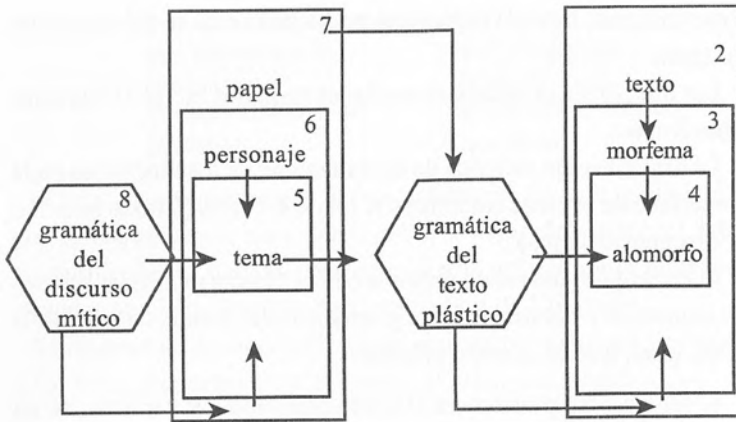 7
papel
6
personaje
5
tema
8
gramática
del
discurso
mítico
gramática
del
texto
plástico
2
texto
3
morfema
4
alomorfo